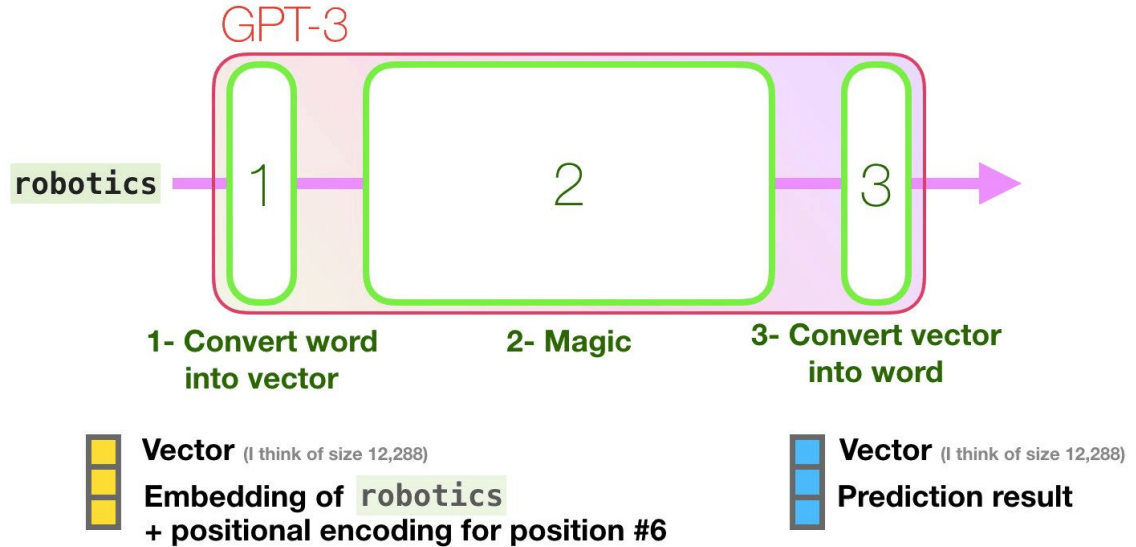 GPT-3
robotics
1
2
3
1- Convert word
into vector
2- Magic
3- Convert vector
into word
Vector (I think of size 12,288)
Embedding of robotics
+ positional encoding for position #6
Vector (I think of size 12,288)
Prediction result